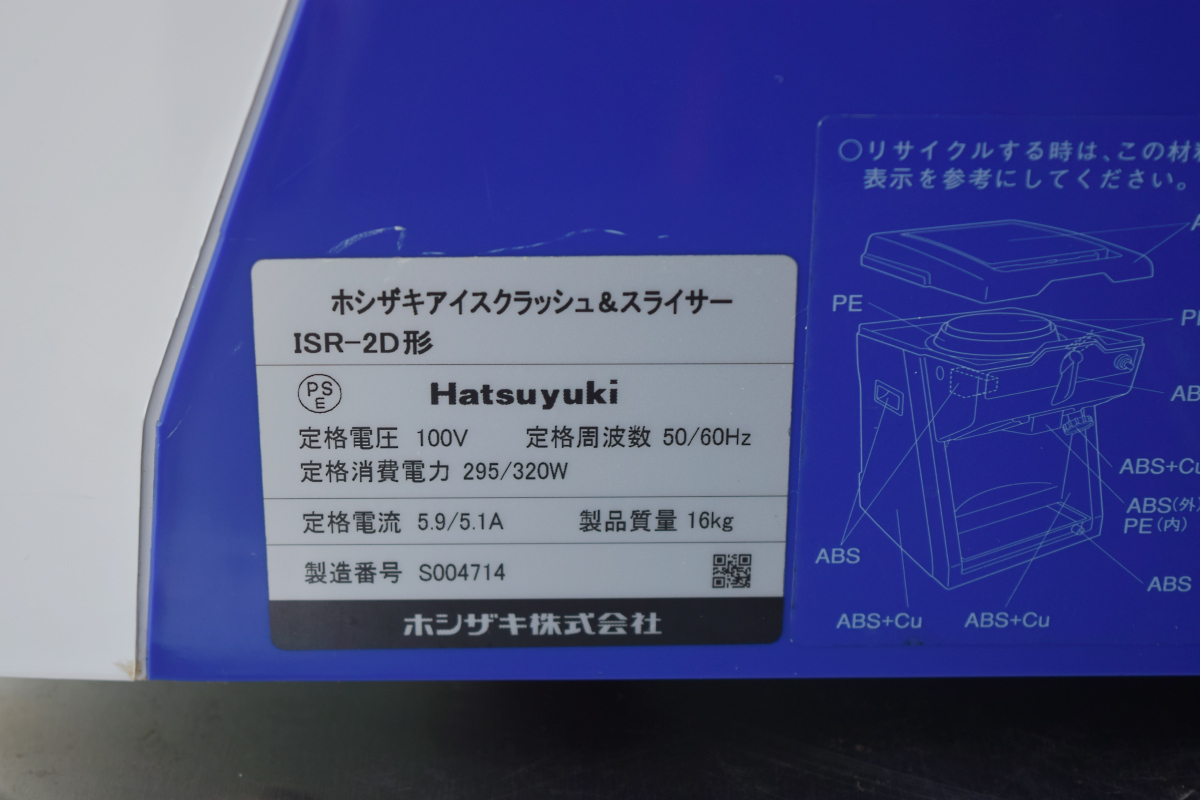 ホシザキアイスクラッシュ&スライサー
ISR-2D形
PS
E
Hatsuyuki
定格電圧 100V 定格周波数 50/60Hz
定格消費電力 295/320W
定格電流 5.9/5.1A 製品質量 16kg
製造番号 S004714
ホシザキ株式会社
○リサイクルする時は、この材料
表示を参考にしてください。
PE
ABS+Cu
ABS(外)
PE(内)
ABS
ABS
ABS+Cu
ABS+Cu